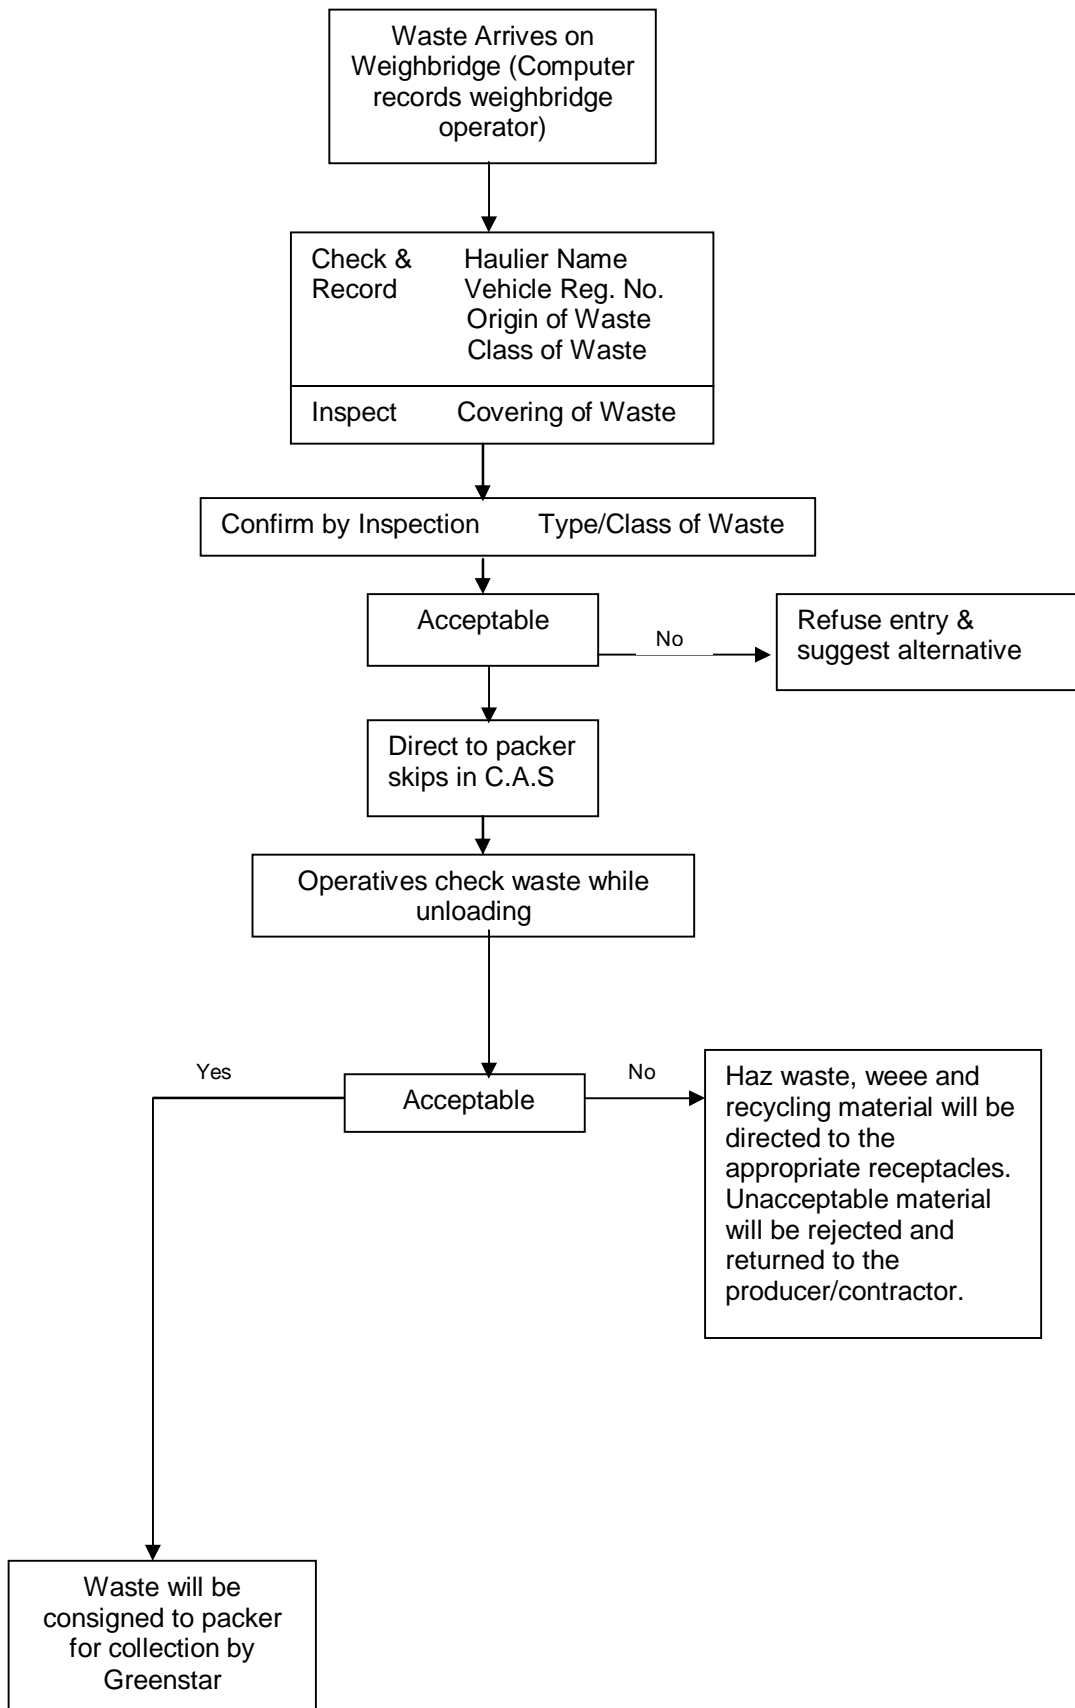 Waste Arrives on
Weighbridge (Computer
records weighbridge
operator)
Check & Haulier Name
Record Vehicle Reg. No.
Origin of Waste
Class of Waste
Inspect Covering of Waste
Confirm by Inspection Type/Class of Waste
Acceptable
No
Refuse entry &
suggest alternative
Direct to packer
skips in C.A.S
Operatives check waste while
unloading
Yes
Acceptable
No
Haz waste, weee and
recycling material will be
directed to the
appropriate receptacles.
Unacceptable material
will be rejected and
returned to the
producer/contractor.
Waste will be
consigned to packer
for collection by
Greenstar